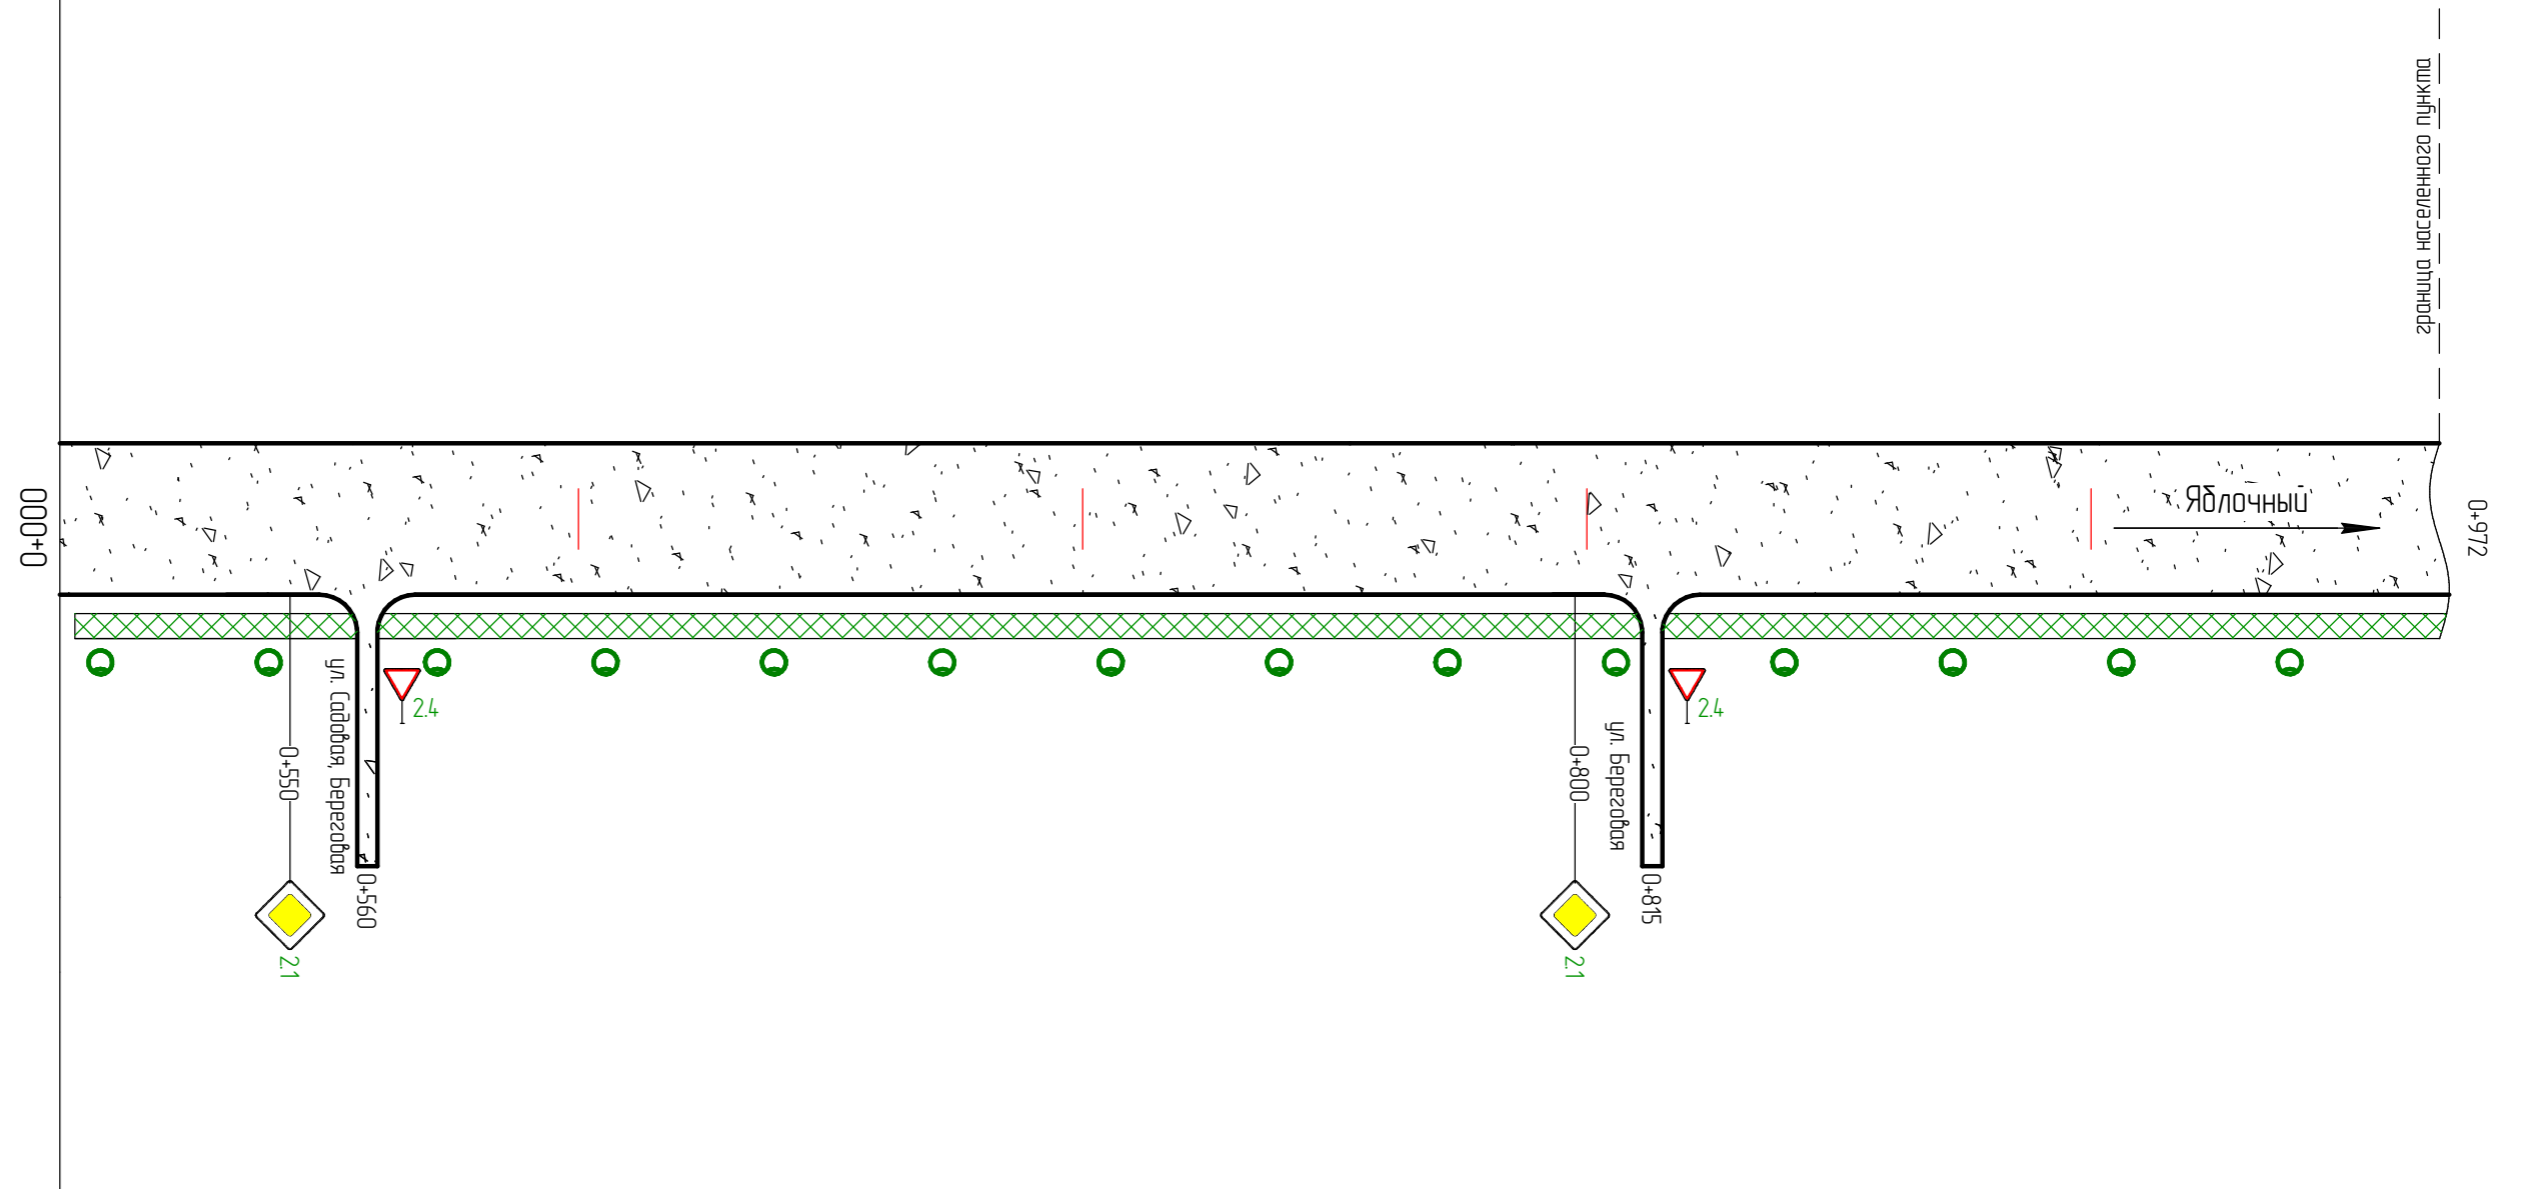 0+000
граница населенного пункта
Яблочный
0+972
ул. Садовая, Береговая
2.4
0+550
0+560
2.1
ул. Береговая
2.4
0+800
0+815
2.1